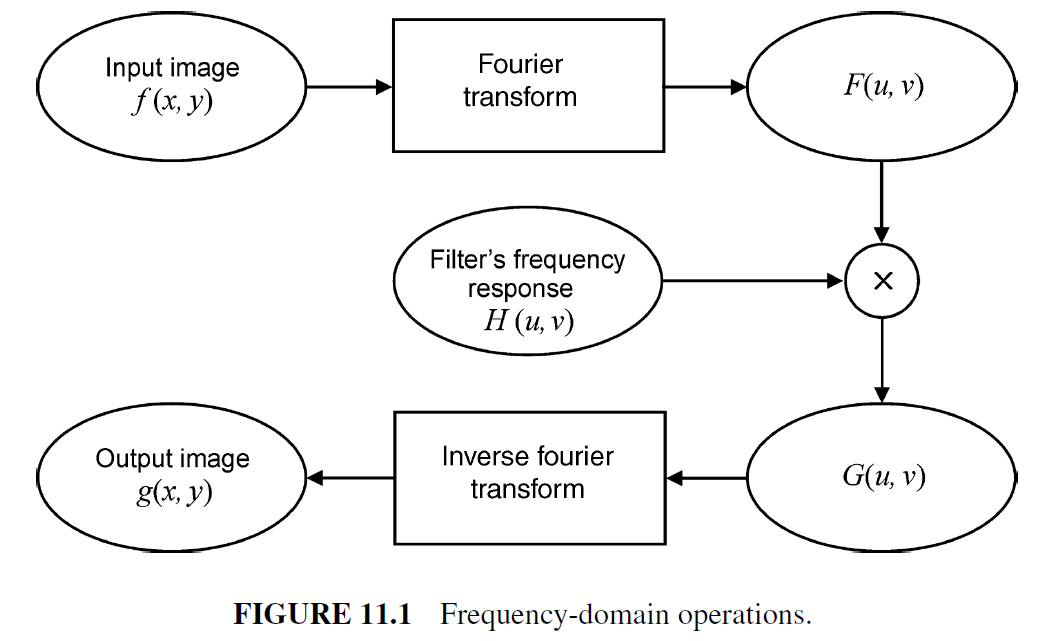 Input image
f (x, y)
Fourier
transform
F(u, v)
Filter's frequency
response
H (u, v)
×
Output image
g(x, y)
Inverse fourier
transform
G(u, v)
FIGURE 11.1 Frequency-domain operations.